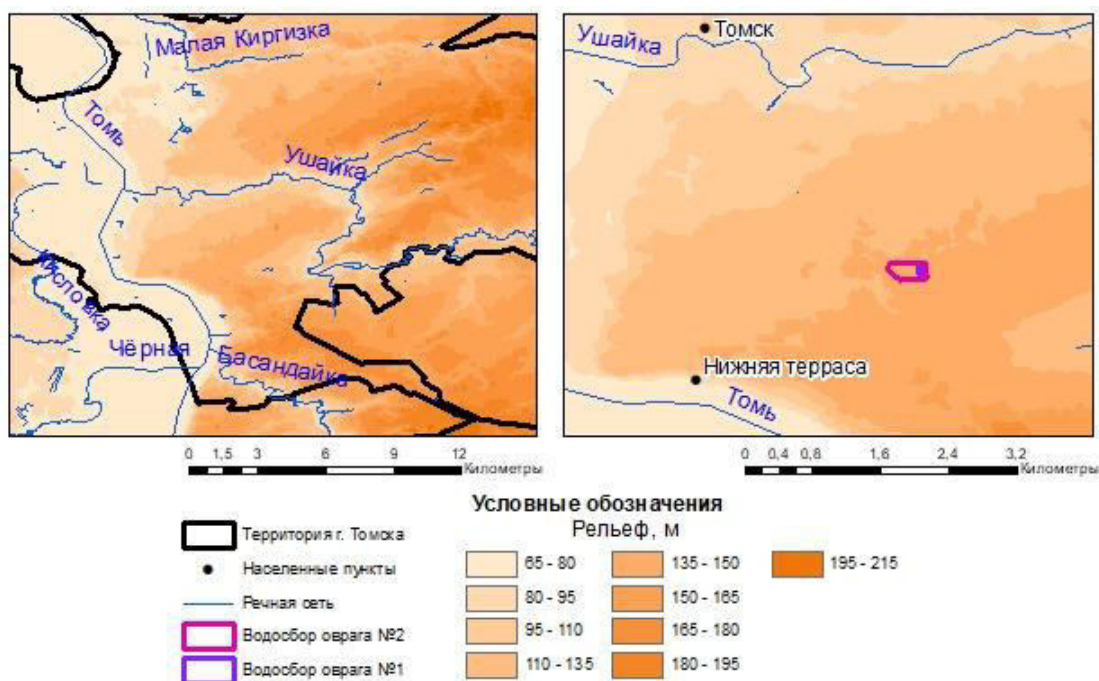 Малая Киргизка
Томь
Ушайка
Кисловка
Чёрная
Басандайка
Ушайка
Томск
Нижняя терраса
Томь
0 1,5 3 6 9 12
Километры
0 0,4 0,8 1,6 2,4 3,2
Километры
Условные обозначения
Рельеф, м
Территория г. Томска
Населенные пункты
Речная сеть
Водосбор оврага №2
Водосбор оврага №1
65 - 80
80 - 95
95 - 110
110 - 135
135 - 150
150 - 165
165 - 180
180 - 195
195 - 215